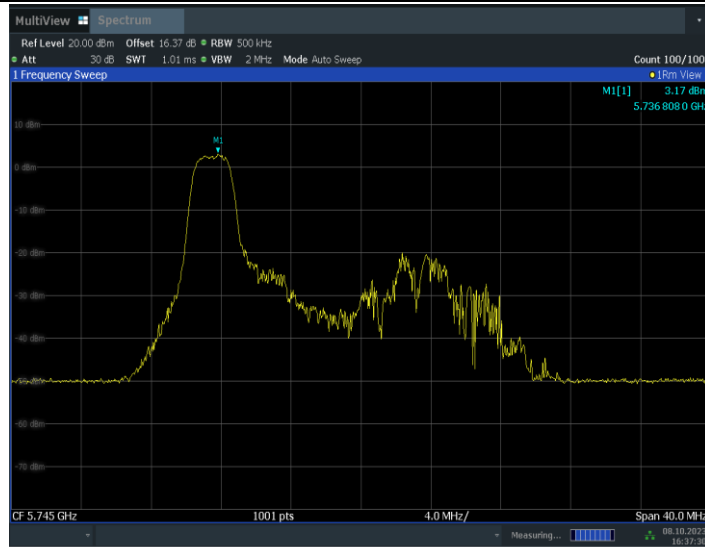 MultiView Spectrum
Ref Level 20.00 dBm Offset 16.37 dB RBW 500 kHz
Att 30 dB SWT 1.01 ms VBW 2 MHz Mode Auto Sweep Count 100/100
1 Frequency Sweep 1Rm View
M1[1] 3.17 dBm
5.736 808 0 GHz
M1
10 dBm
0 dBm
-10 dBm
-20 dBm
-30 dBm
-40 dBm
-50 dBm
-60 dBm
-70 dBm
CF 5.745 GHz 1001 pts 4.0 MHz/ Span 40.0 MHz
Measuring... 08.10.2023
16:37:30